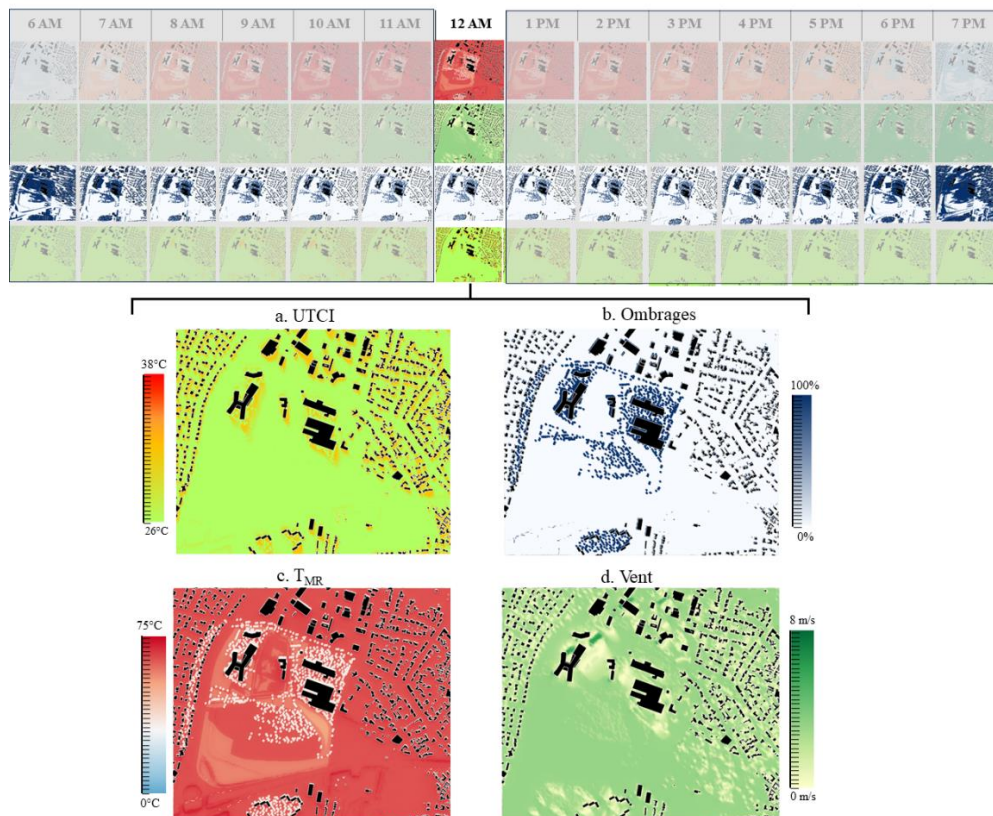 6 AM 7 AM 8 AM 9 AM 10 AM 11 AM 12 AM 1 PM 2 PM 3 PM 4 PM 5 PM 6 PM 7 PM
a. UTCI
b. Ombrages
38°C
26°C
100%
0%
c. TMR
d. Vent
75°C
0°C
8 m/s
0 m/s